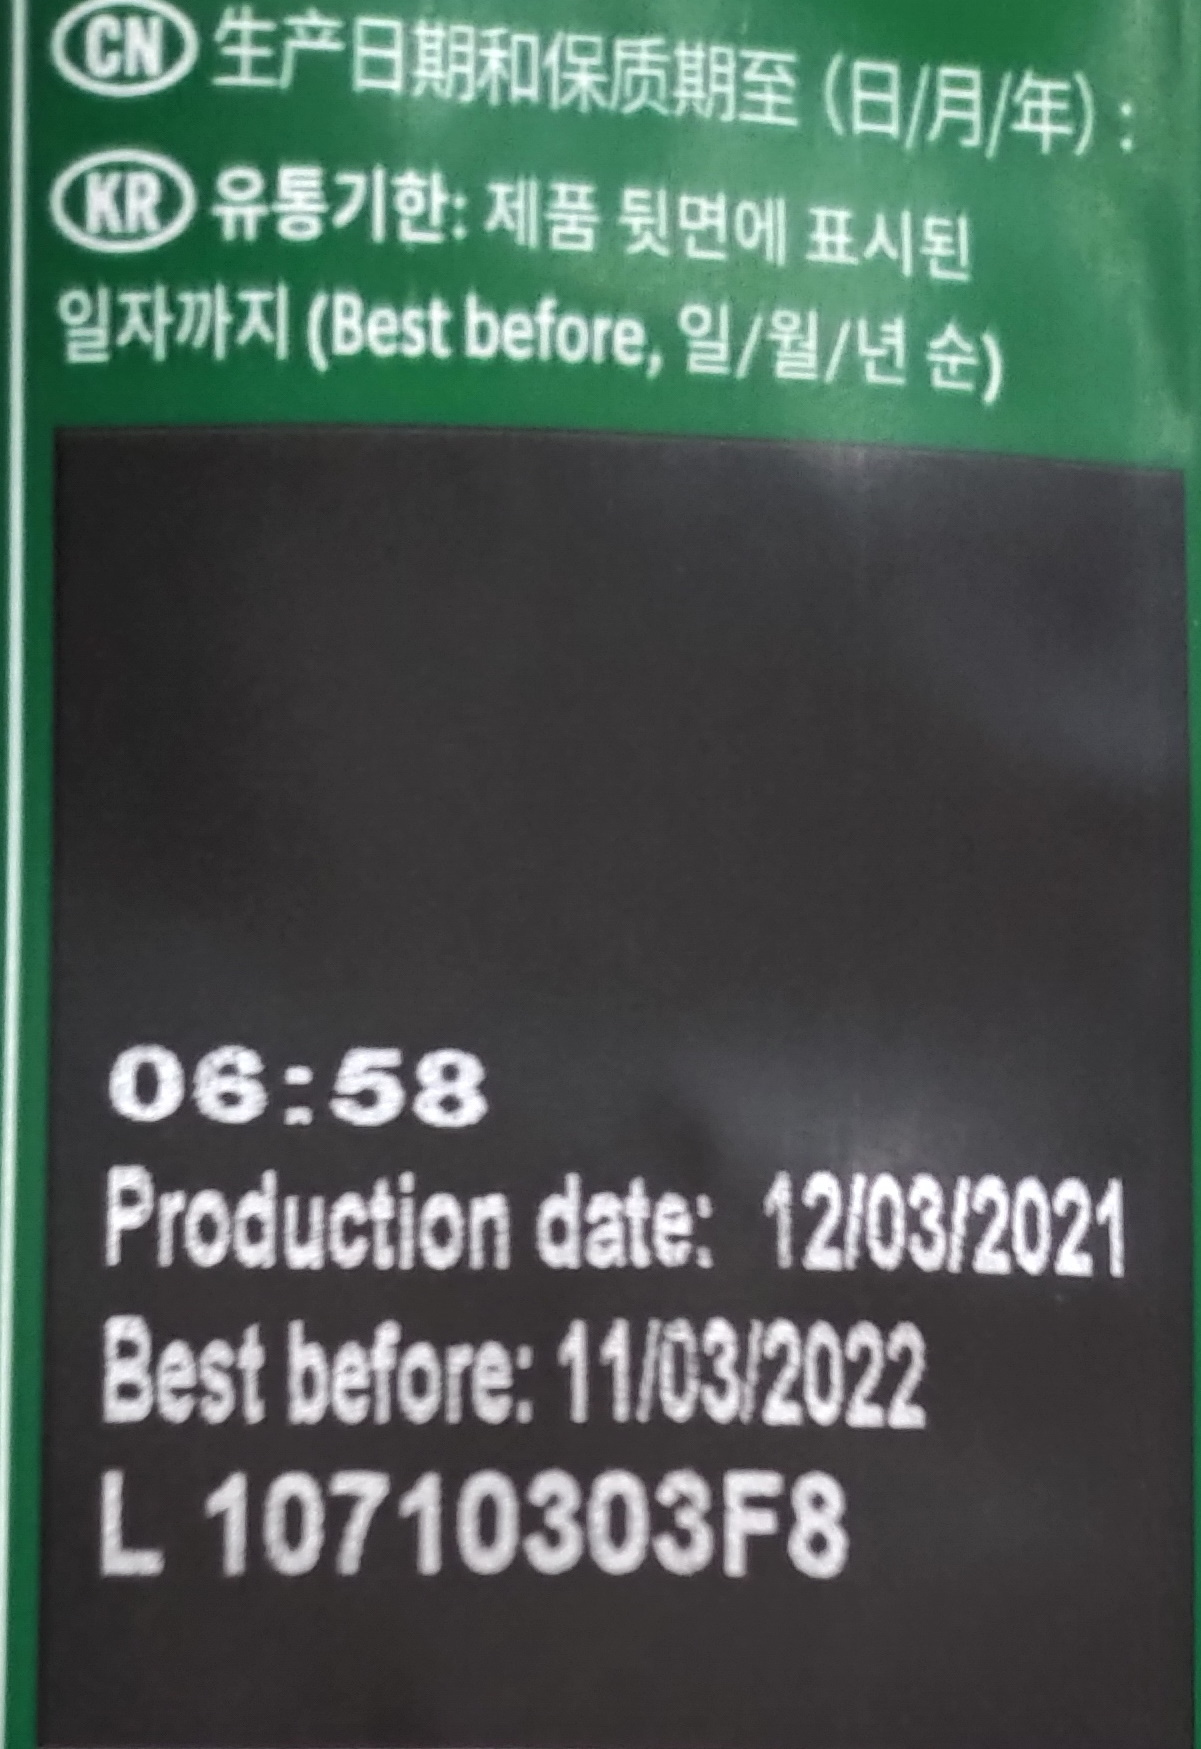 CN 生产日期和保质期至（日/月/年）:
KR 유통기한: 제품 뒷면에 표시된
일자까지 (Best before, 일/월/년 순)
06:58
Production date: 12/03/2021
Best before: 11/03/2022
L 10710303F8